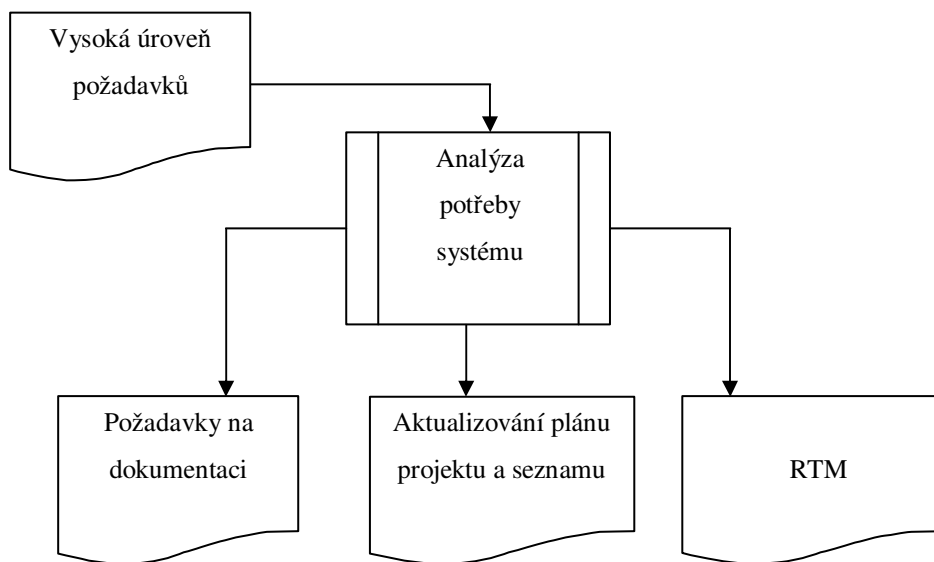 Vysoká úroveň
požadavků
Analýza
potřeby
systému
Požadavky na
dokumentaci
Aktualizování plánu
projektu a seznamu
RTM